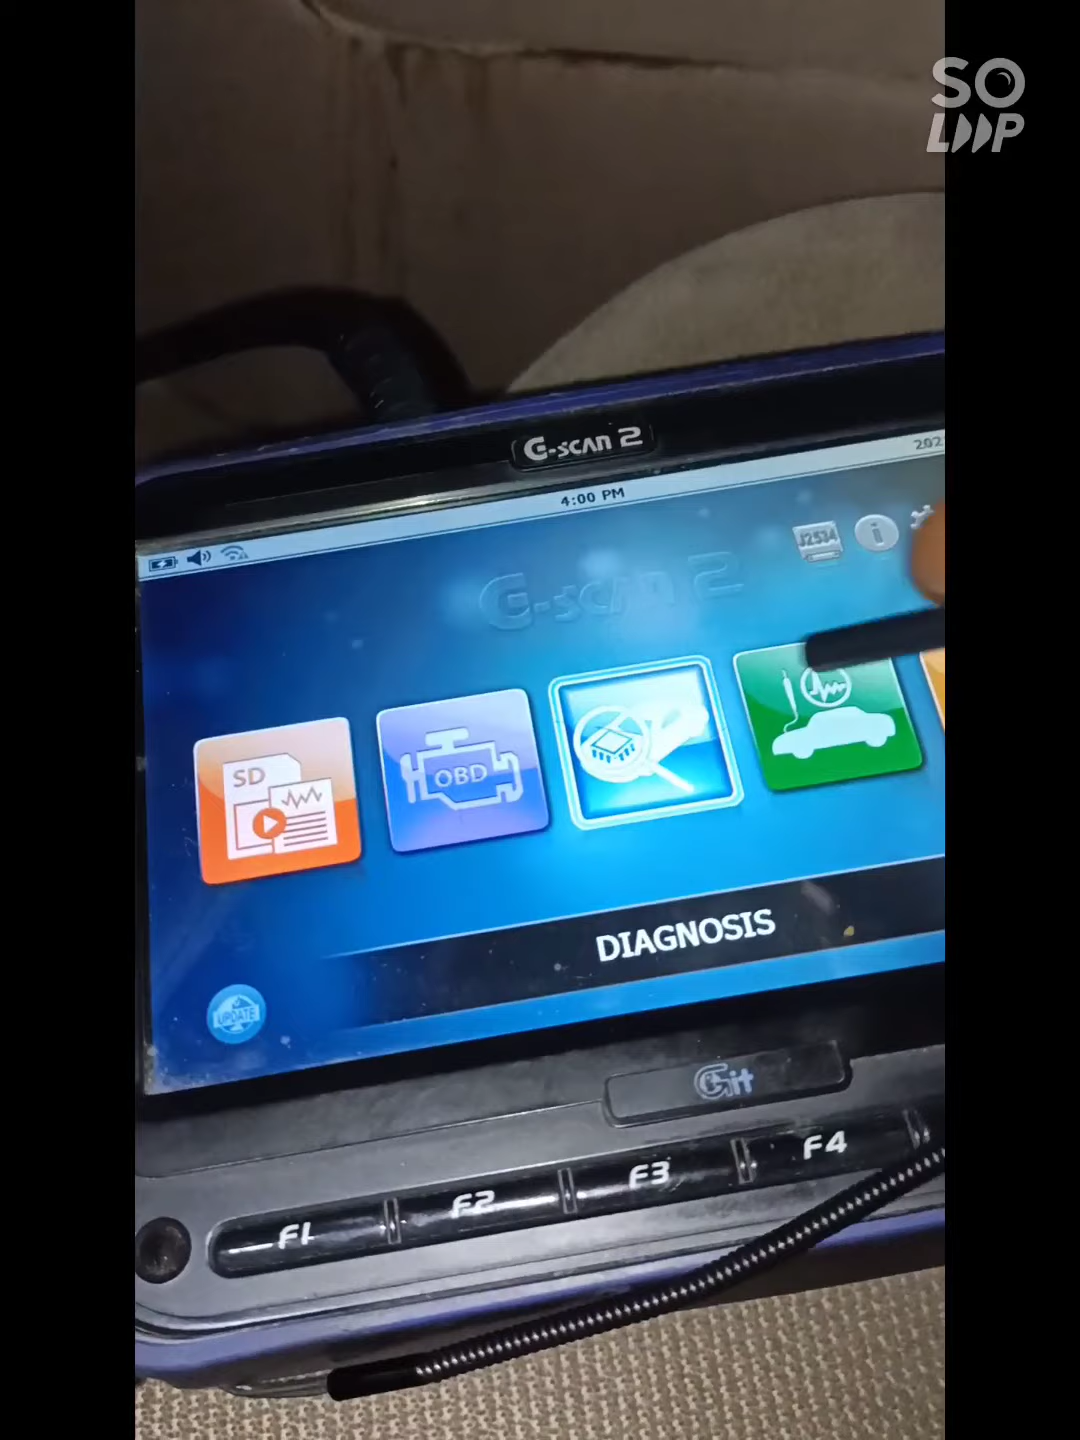 SO
LOOP
G-scan 2
202
4:00 PM
J2534
i
G-scan 2
SD
OBD
DIAGNOSIS
UPDATE
Git
F1
F2
F3
F4